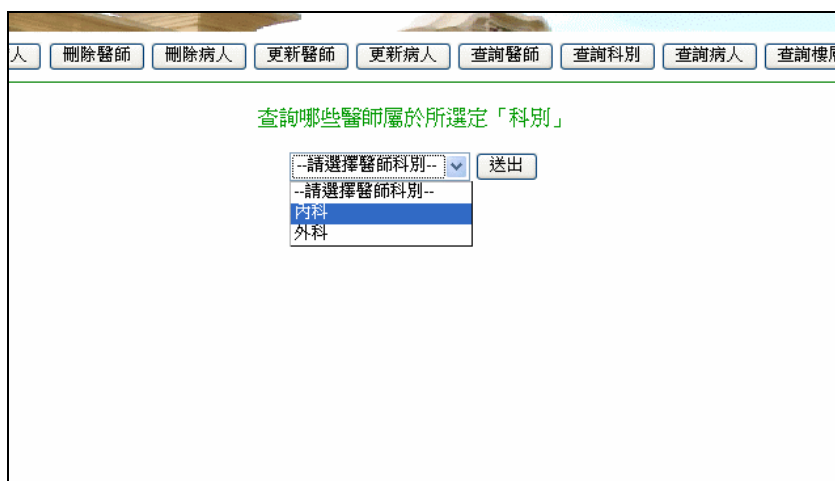 人 刪除醫師 刪除病人 更新醫師 更新病人 查詢醫師 查詢科別 查詢病人 查詢樓層
查詢哪些醫師屬於所選定「科別」
--請選擇醫師科別-- 送出
--請選擇醫師科別--
內科
外科